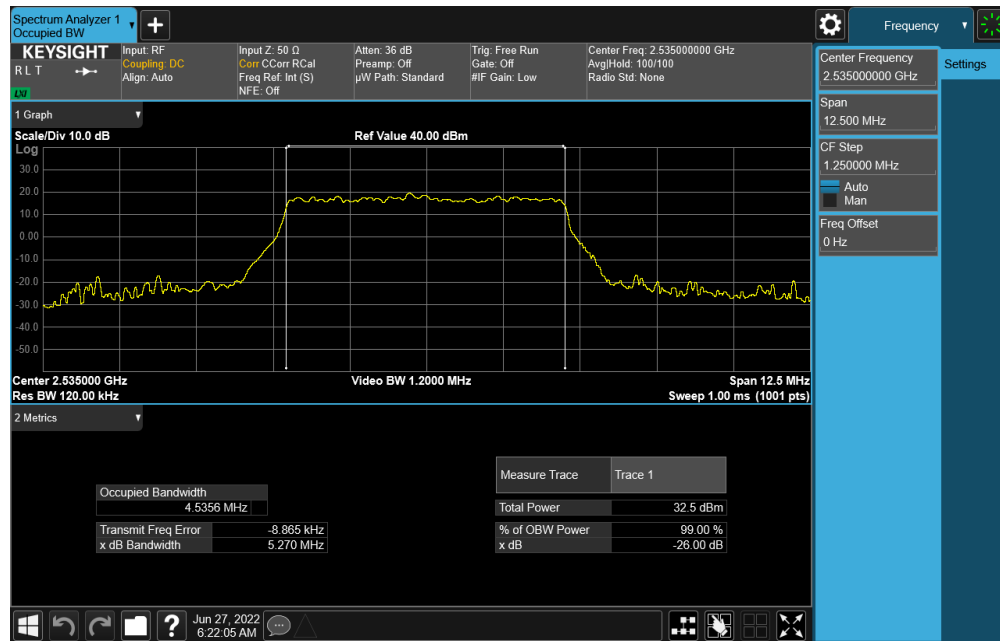 Spectrum Analyzer 1
Occupied BW
Frequency
KEYSIGHT
R L T
LXI
Input: RF
Coupling: DC
Align: Auto
Input Z: 50 Ω
Corr CCorr RCal
Freq Ref: Int (S)
NFE: Off
Atten: 36 dB
Preamp: Off
µW Path: Standard
Trig: Free Run
Gate: Off
#IF Gain: Low
Center Freq: 2.535000000 GHz
Avg|Hold: 100/100
Radio Std: None
Center Frequency
2.535000000 GHz
Settings
Span
12.500 MHz
CF Step
1.250000 MHz
Auto
Man
Freq Offset
0 Hz
1 Graph
Scale/Div 10.0 dB
Ref Value 40.00 dBm
Log
30.0
20.0
10.0
0.00
-10.0
-20.0
-30.0
-40.0
-50.0
Center 2.535000 GHz
Video BW 1.2000 MHz
Span 12.5 MHz
Res BW 120.00 kHz
Sweep 1.00 ms (1001 pts)
2 Metrics
Occupied Bandwidth
4.5356 MHz
Transmit Freq Error -8.865 kHz
x dB Bandwidth 5.270 MHz
Measure Trace Trace 1
Total Power 32.5 dBm
% of OBW Power 99.00 %
x dB -26.00 dB
Jun 27, 2022
6:22:05 AM